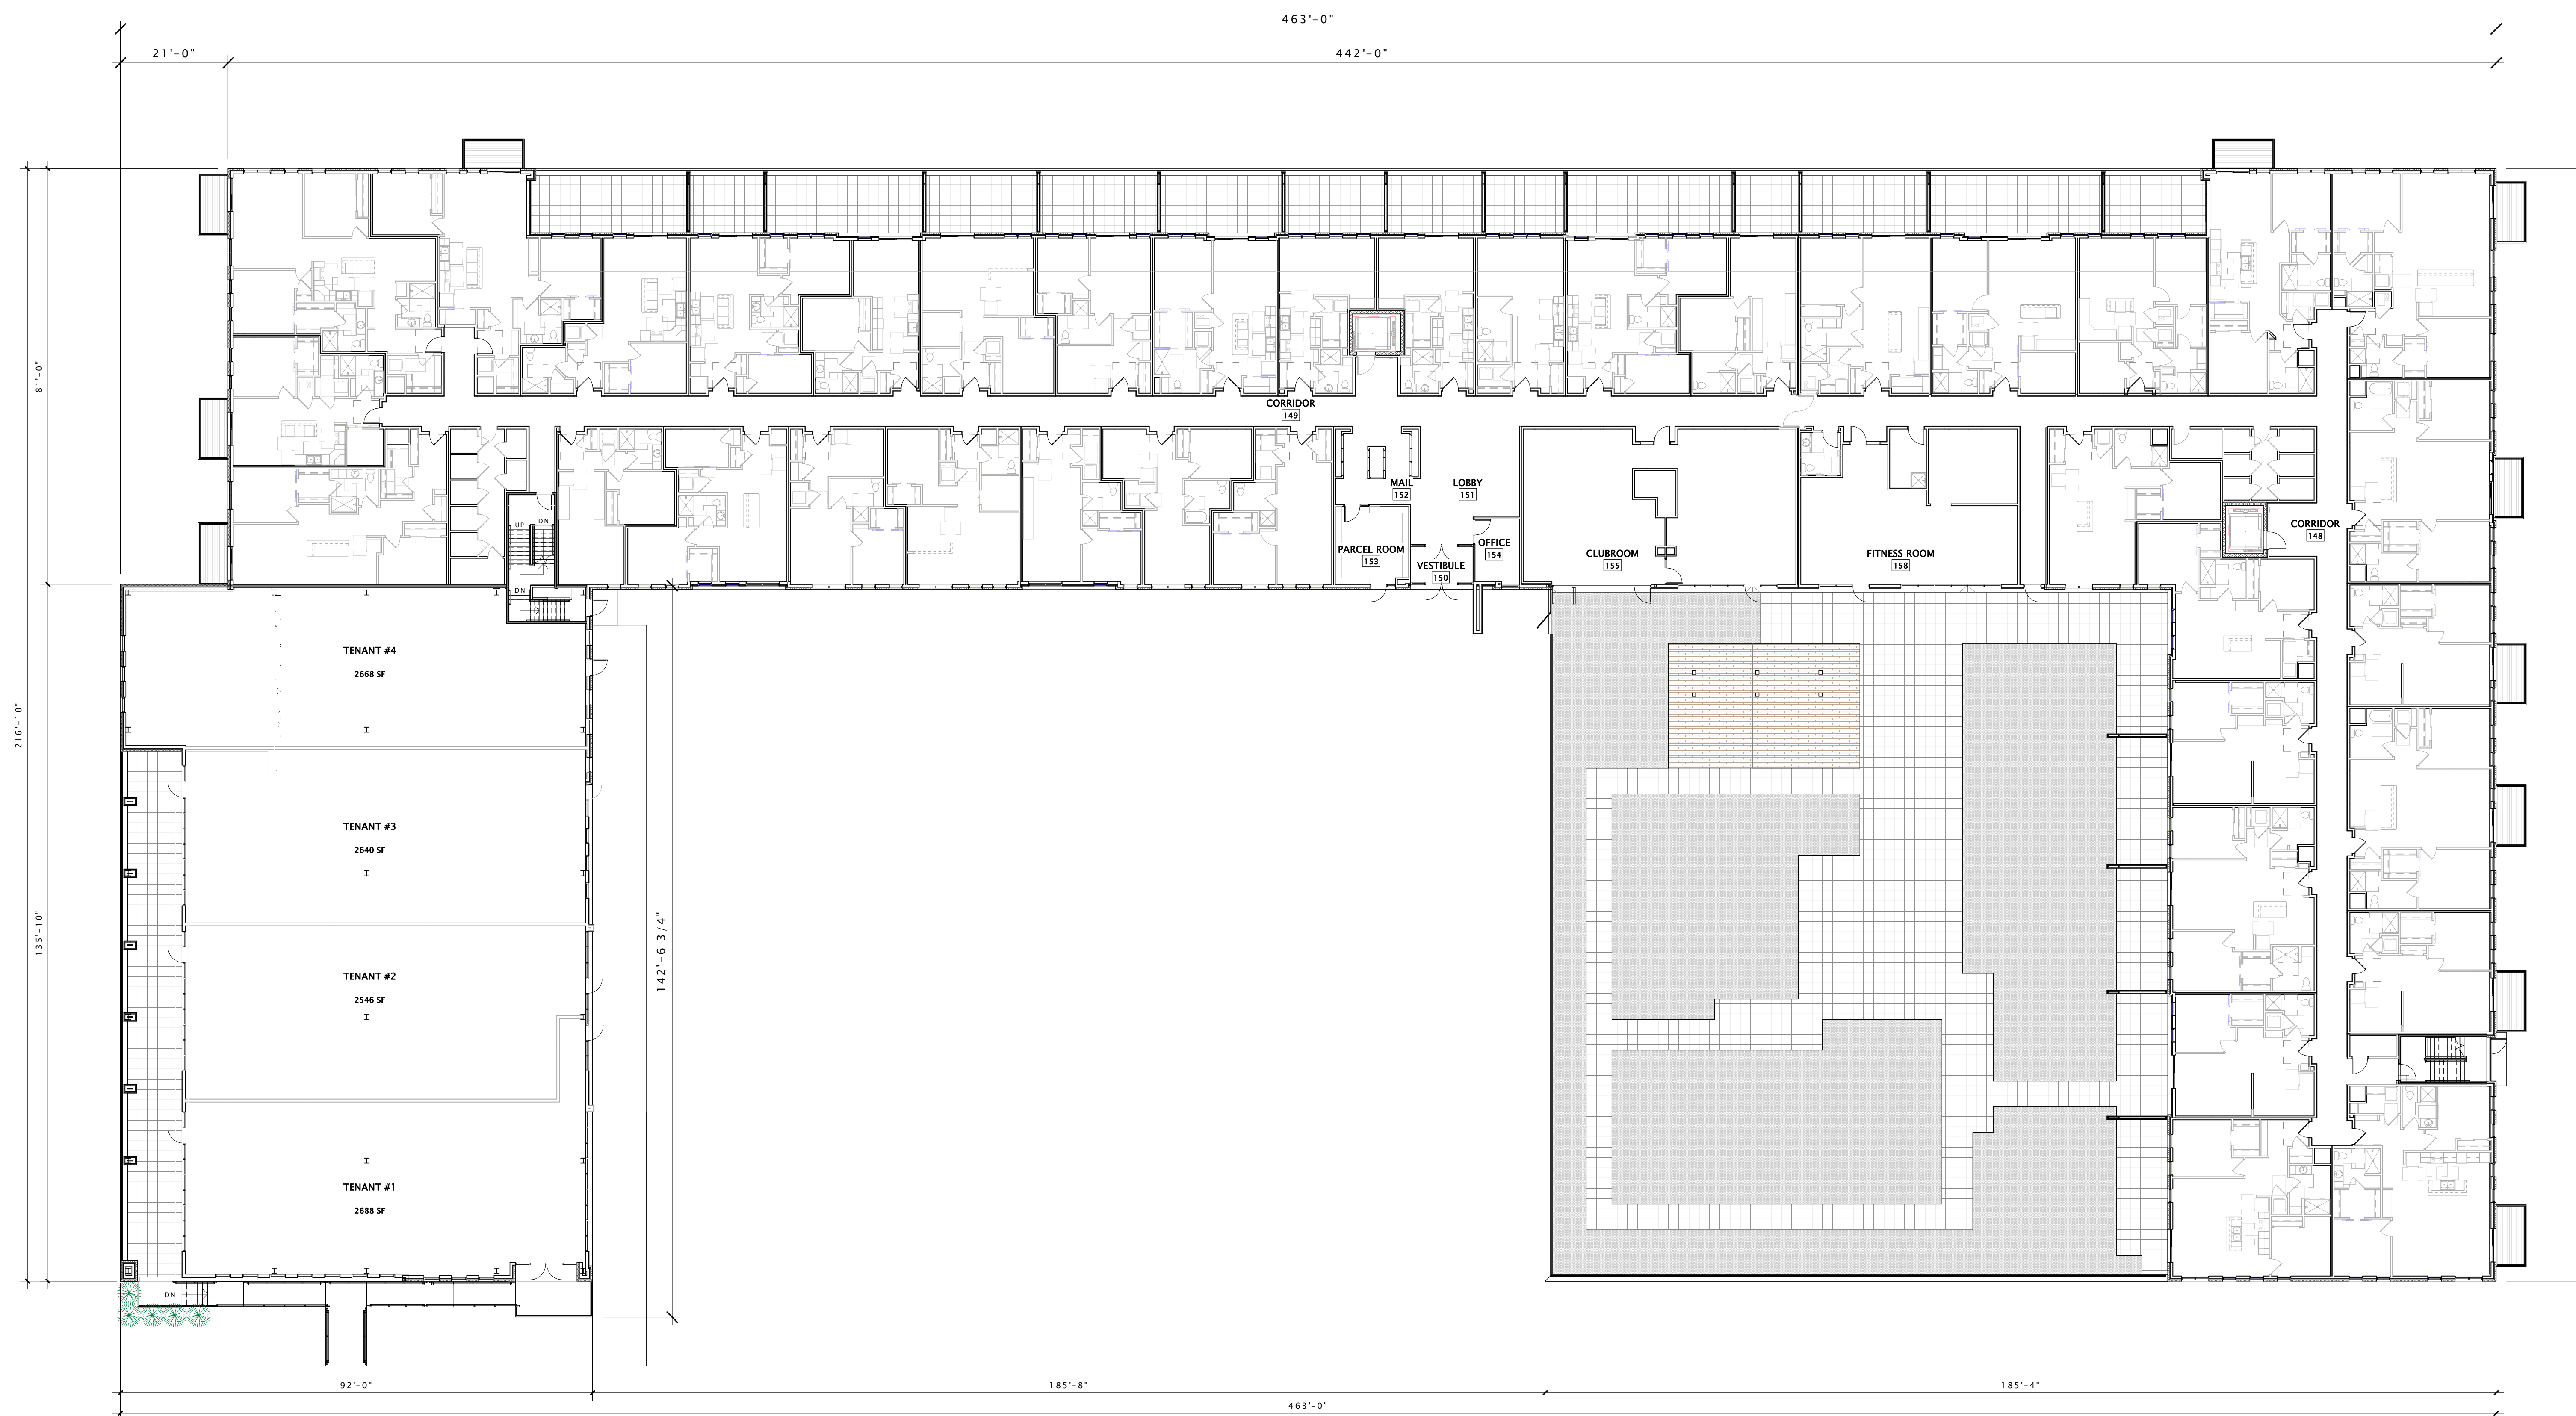 463'-0"
21'-0"
442'-0"
81'-0"
216'-10"
135'-10"
CORRIDOR
149
UP
DN
DN
MAIL
152
LOBBY
151
PARCEL ROOM
153
VESTIBULE
150
OFFICE
154
CLUBROOM
155
FITNESS ROOM
158
CORRIDOR
148
TENANT #4
2668 SF
TENANT #3
2640 SF
142'-6 3/4"
TENANT #2
2546 SF
TENANT #1
2688 SF
DN
92'-0"
185'-8"
185'-4"
463'-0"